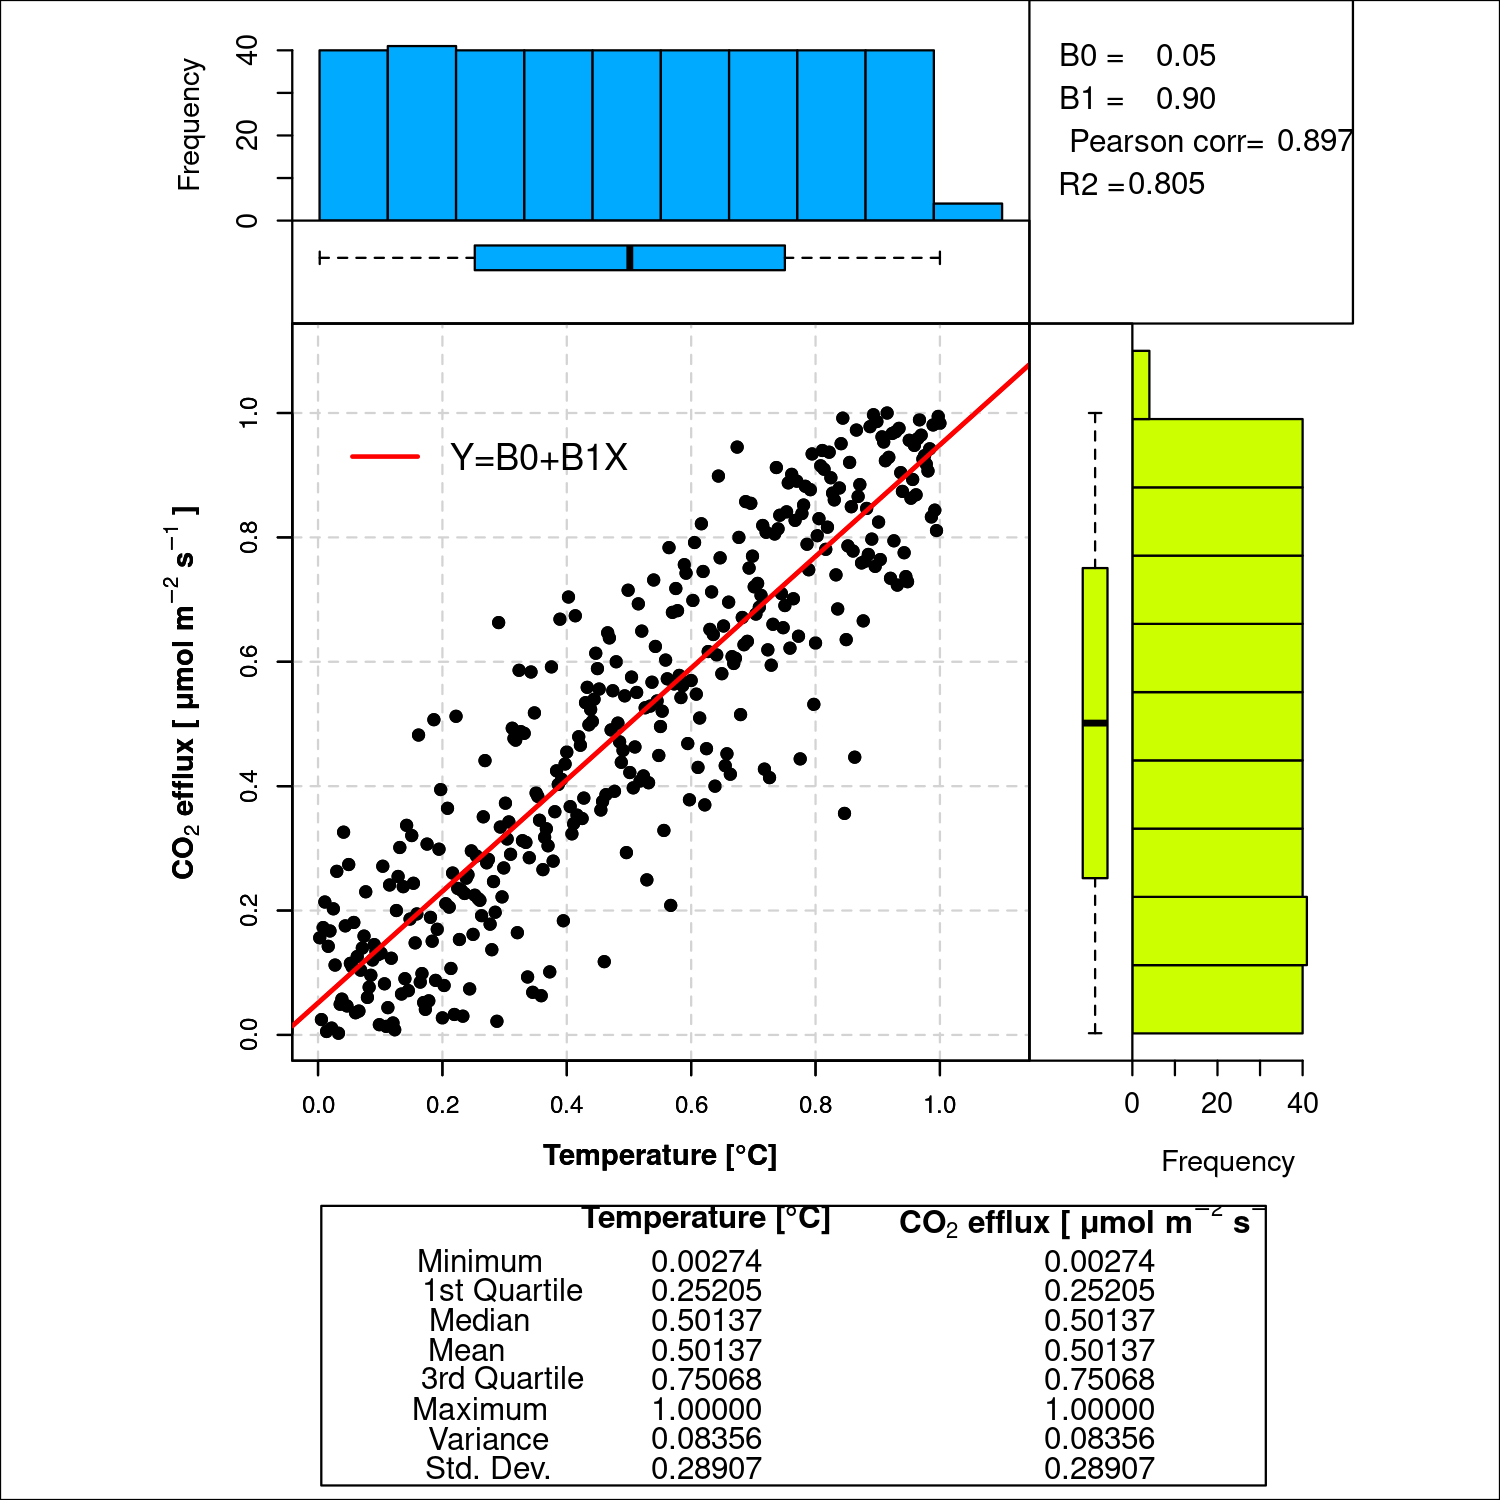 Frequency
0 20 40
B0 = 0.05
B1 = 0.90
Pearson corr= 0.897
R2 =0.805
Y=B0+B1X
CO₂ efflux [ µmol m⁻² s⁻¹ ]
0.0 0.2 0.4 0.6 0.8 1.0
0.0 0.2 0.4 0.6 0.8 1.0
Temperature [°C]
0 20 40
Frequency
Temperature [°C] CO₂ efflux [ µmol m⁻² s⁻
Minimum 0.00274 0.00274
1st Quartile 0.25205 0.25205
Median 0.50137 0.50137
Mean 0.50137 0.50137
3rd Quartile 0.75068 0.75068
Maximum 1.00000 1.00000
Variance 0.08356 0.08356
Std. Dev. 0.28907 0.28907